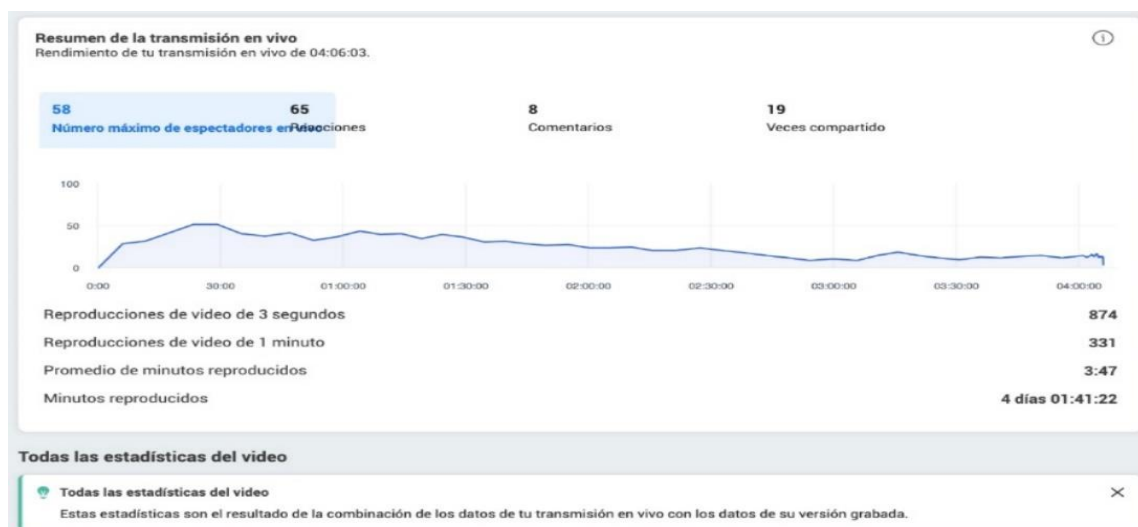 Resumen de la transmisión en vivo
Rendimiento de tu transmisión en vivo de 04:06:03.
58 65 8 19
Número máximo de espectadores en vivo Reacciones Comentarios Veces compartido
100
50
0
0:00 30:00 01:00:00 01:30:00 02:00:00 02:30:00 03:00:00 03:30:00 04:00:00
Reproducciones de video de 3 segundos 874
Reproducciones de video de 1 minuto 331
Promedio de minutos reproducidos 3:47
Minutos reproducidos 4 días 01:41:22
Todas las estadísticas del video
Todas las estadísticas del video
Estas estadísticas son el resultado de la combinación de los datos de tu transmisión en vivo con los datos de su versión grabada.